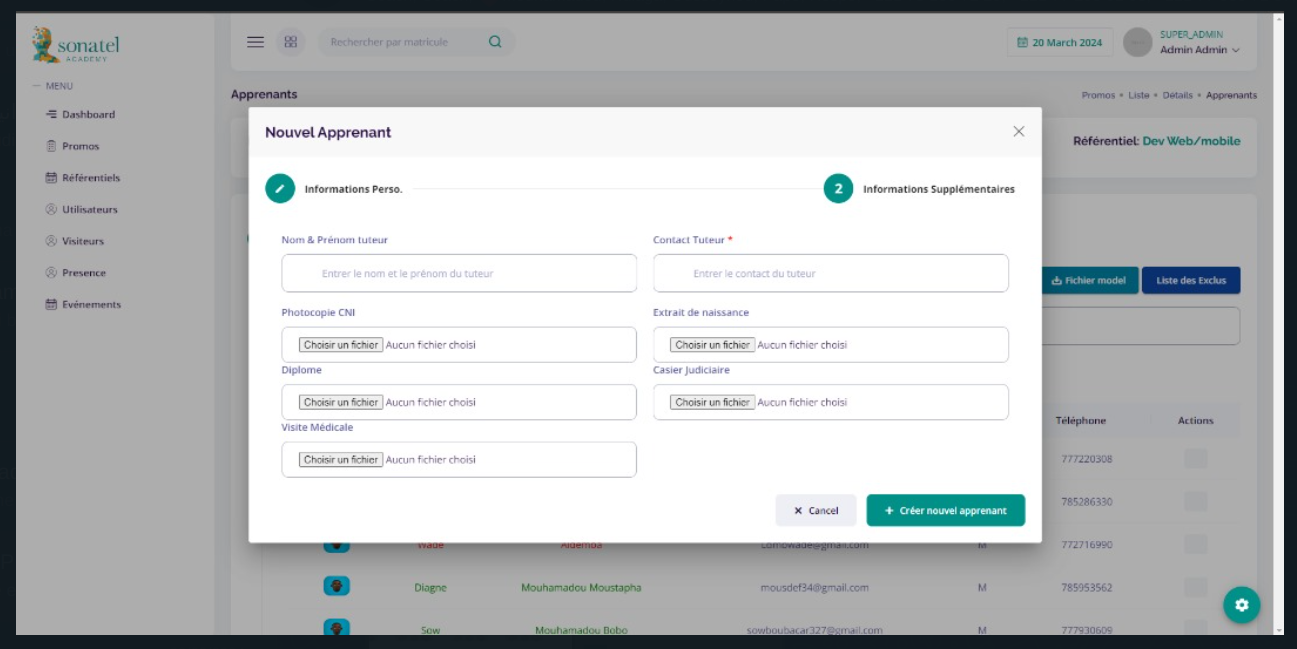 sonatel
ACADEMY
Rechercher par matricule
20 March 2024
SUPER_ADMIN
Admin Admin
— MENU
Dashboard
Promos
Référentiels
Utilisateurs
Visiteurs
Presence
Evénements
Apprenants
Promos • Liste • Détails • Apprenants
Référentiel: Dev Web/mobile
Nouvel Apprenant
Informations Perso.
2 Informations Supplémentaires
Nom & Prénom tuteur
Contact Tuteur *
Entrer le nom et le prénom du tuteur
Entrer le contact du tuteur
Photocopie CNI
Extrait de naissance
Choisir un fichier Aucun fichier choisi
Choisir un fichier Aucun fichier choisi
Diplome
Casier Judiciaire
Choisir un fichier Aucun fichier choisi
Choisir un fichier Aucun fichier choisi
Visite Médicale
Choisir un fichier Aucun fichier choisi
× Cancel
+ Créer nouvel apprenant
Fichier model
Liste des Exclus
Téléphone Actions
777220308
785286330
Wade Aidemba 772716990
Diagne Mouhamadou Moustapha mousdef34@gmail.com M 785953562
Sow Mouhamadou Bobo sowboubacar327@gmail.com M 777930609